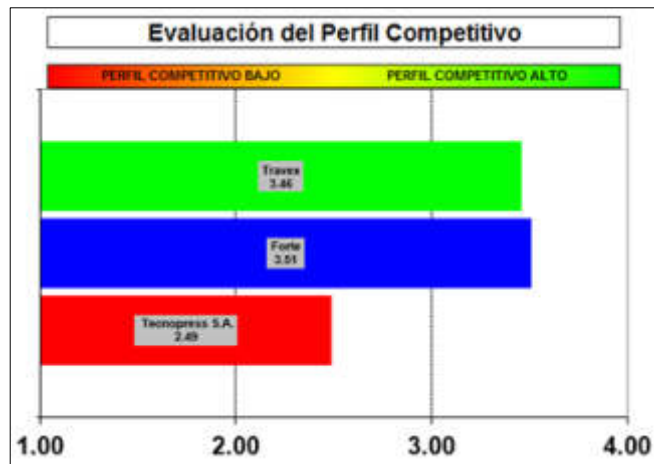 Evaluación del Perfil Competitivo
PERFIL COMPETITIVO BAJO PERFIL COMPETITIVO ALTO
Travex
3.46
Forte
3.51
Tecnopress S.A.
2.49
1.00 2.00 3.00 4.00